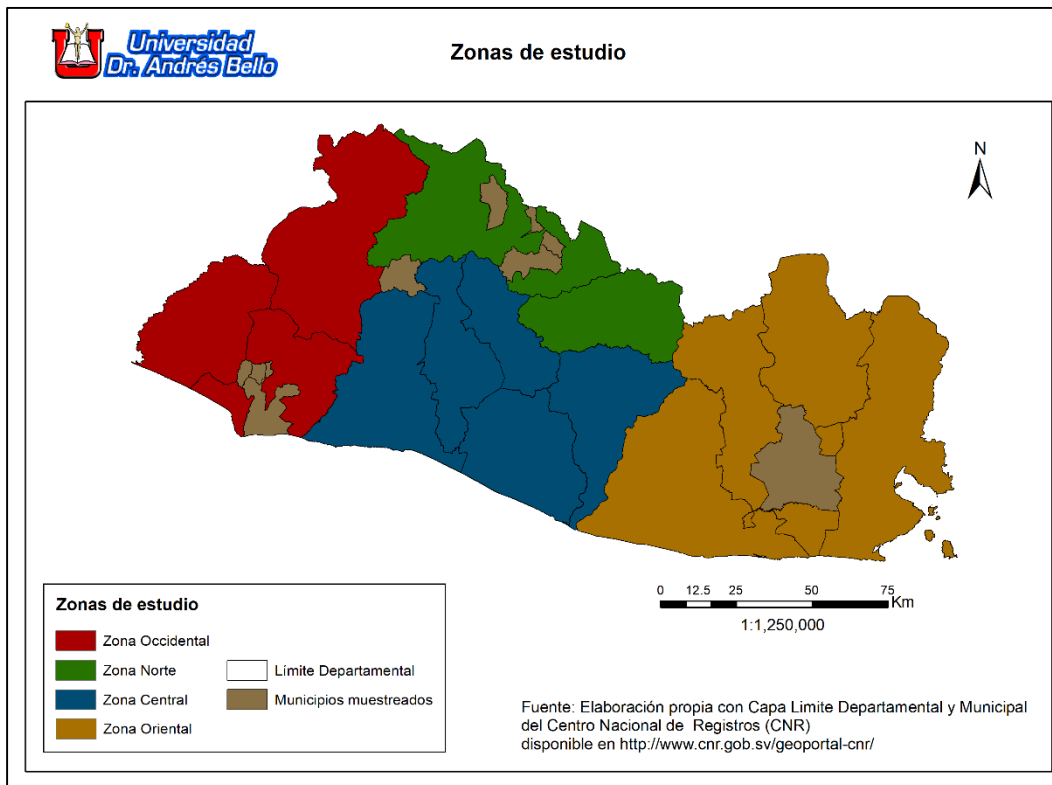 Universidad
Dr. Andrés Bello
Zonas de estudio
N
0 12.5 25 50 75
Km
1:1,250,000
Zonas de estudio
Zona Occidental
Zona Norte
Zona Central
Zona Oriental
Límite Departamental
Municipios muestreados
Fuente: Elaboración propia con Capa Limite Departamental y Municipal
del Centro Nacional de Registros (CNR)
disponible en http://www.cnr.gob.sv/geoportal-cnr/